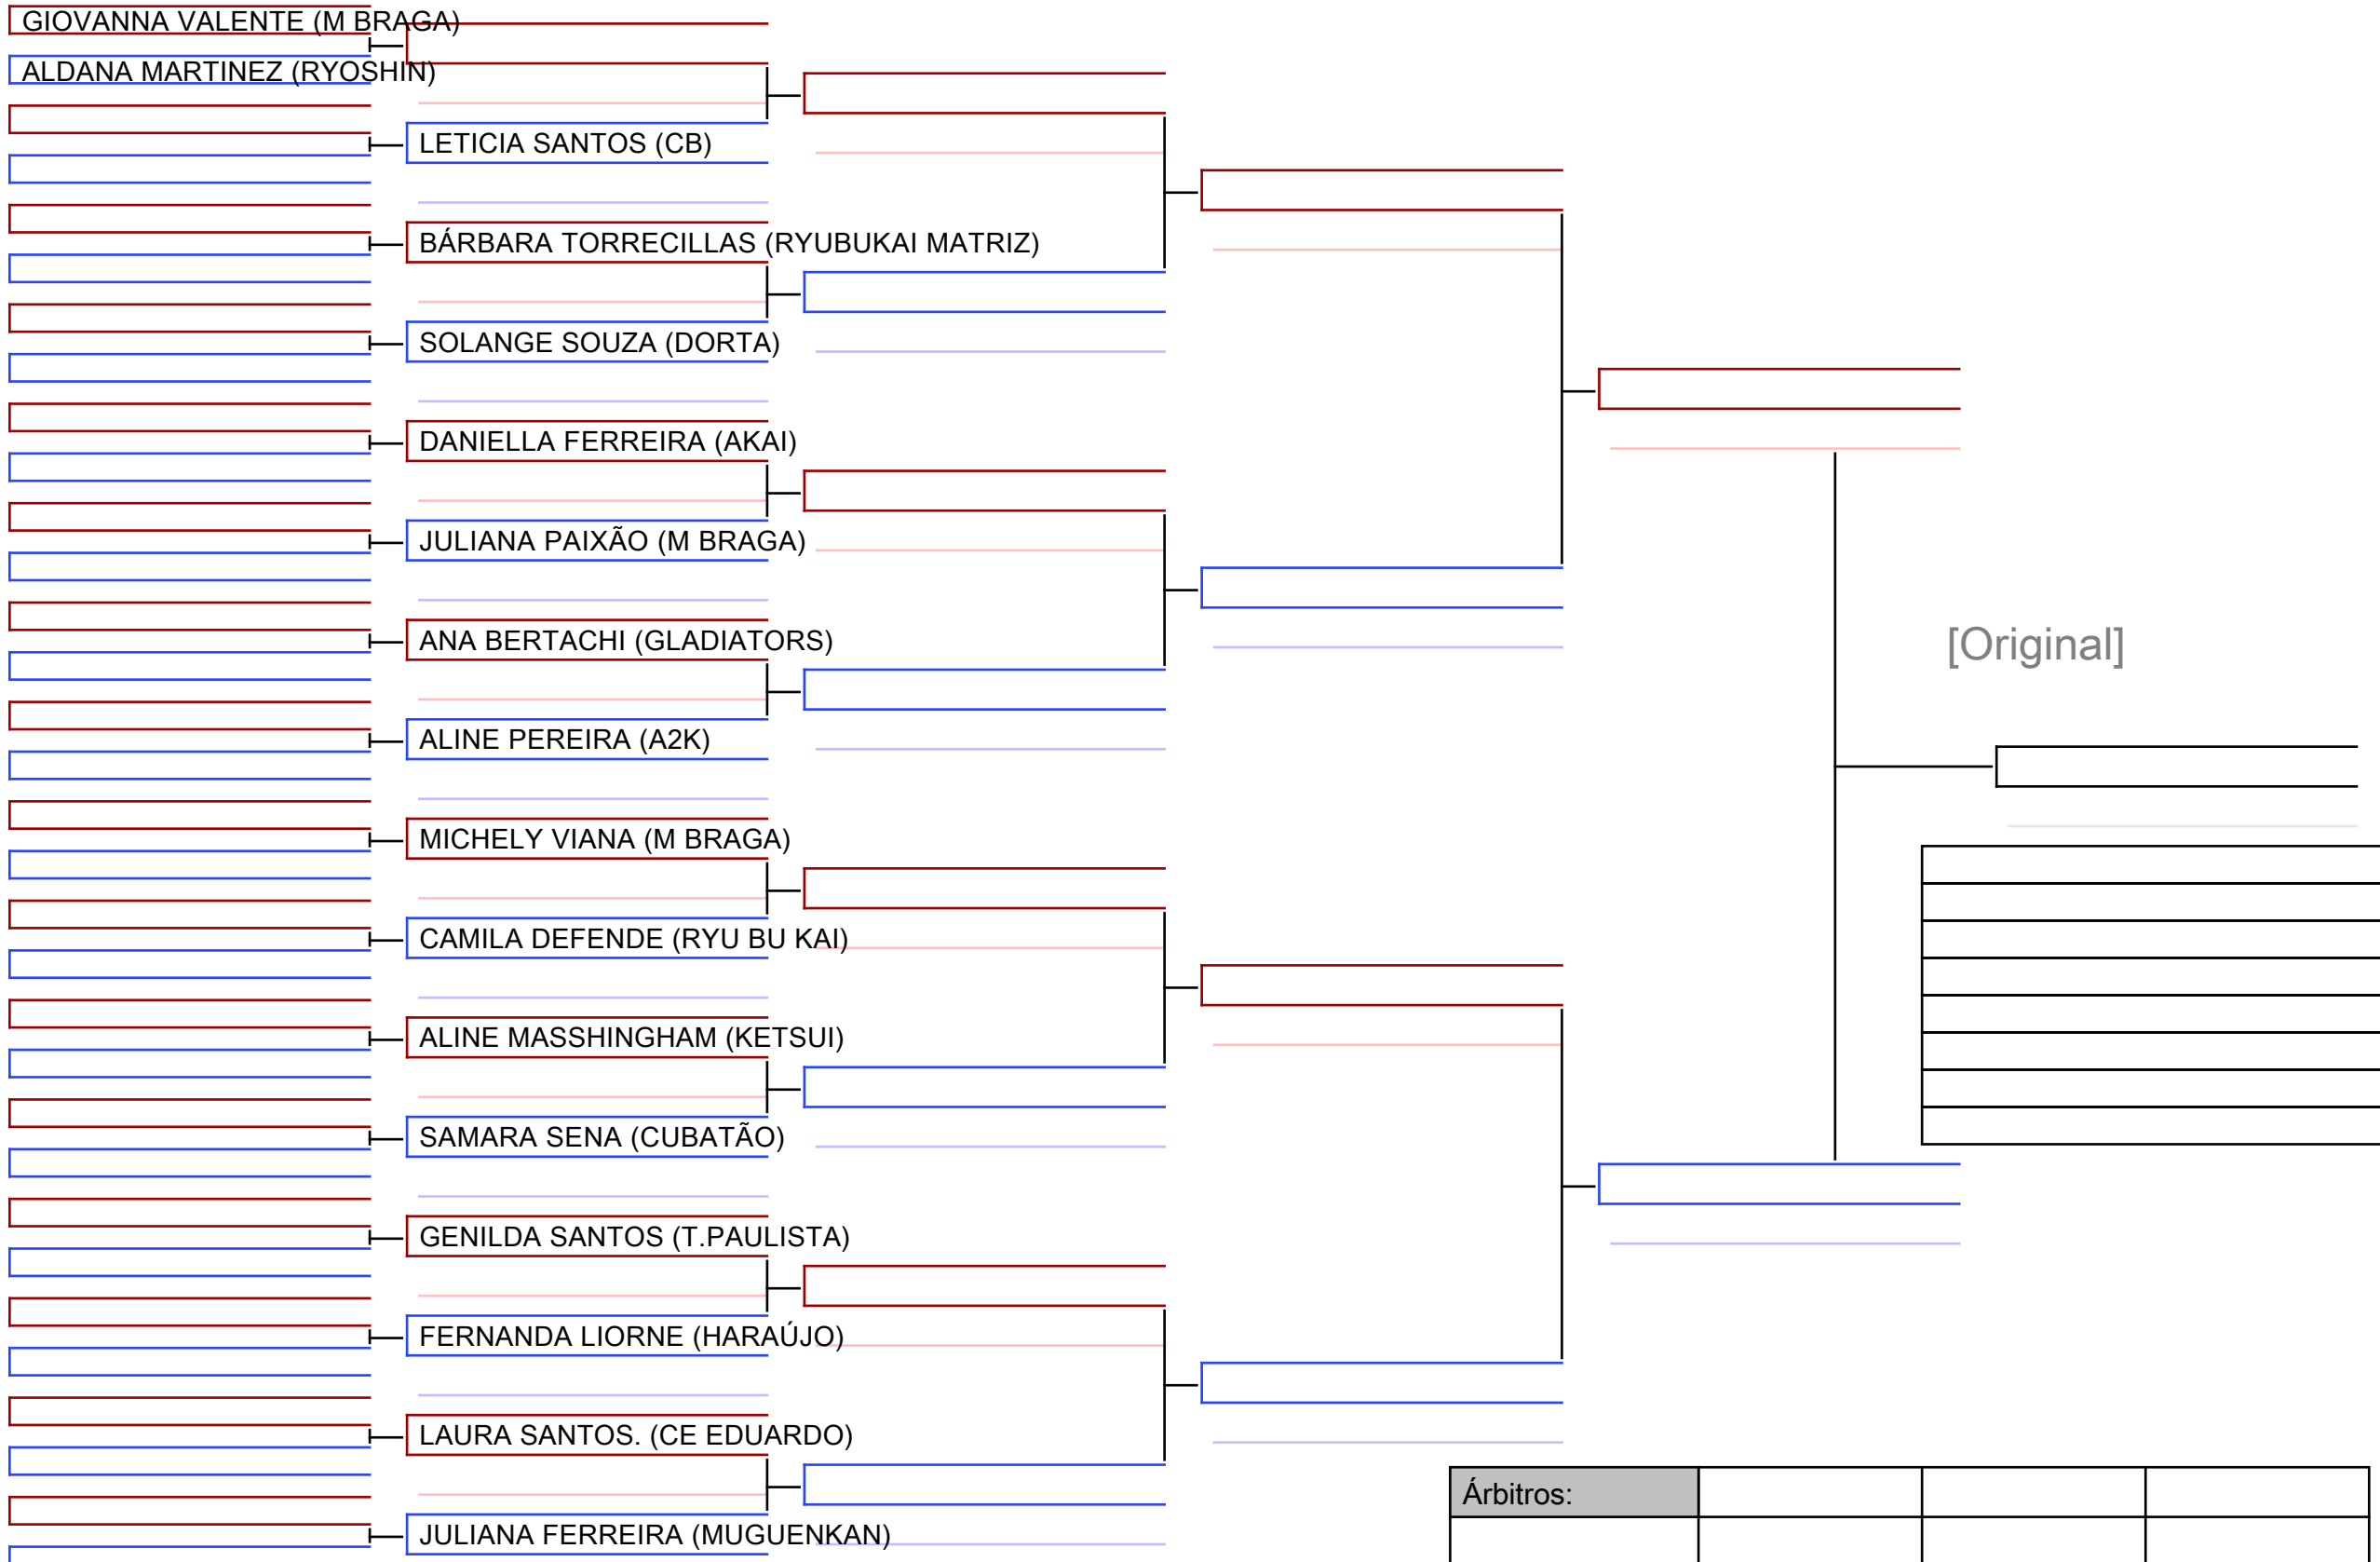 GIOVANNA VALENTE (M BRAGA)
ALDANA MARTINEZ (RYOSHIN)
LETICIA SANTOS (CB)
BÁRBARA TORRECILLAS (RYUBUKAI MATRIZ)
SOLANGE SOUZA (DORTA)
DANIELLA FERREIRA (AKAI)
JULIANA PAIXÃO (M BRAGA)
ANA BERTACHI (GLADIATORS)
[Original]
ALINE PEREIRA (A2K)
MICHELY VIANA (M BRAGA)
CAMILA DEFENDE (RYU BU KAI)
ALINE MASSHINGHAM (KETSUI)
SAMARA SENA (CUBATÃO)
GENILDA SANTOS (T.PAULISTA)
FERNANDA LIORNE (HARAÚJO)
LAURA SANTOS. (CE EDUARDO)
Árbitros:
JULIANA FERREIRA (MUGUENKAN)